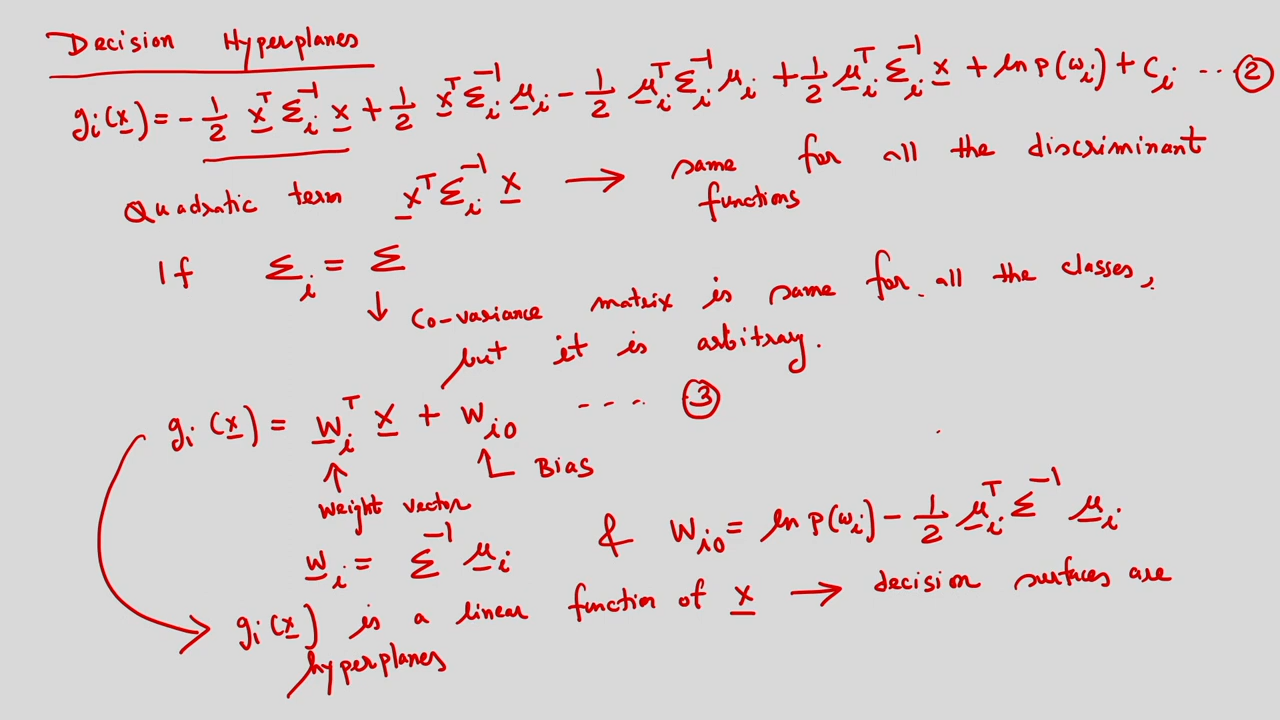 Decision Hyperplanes
gᵢ(x) = - 1/2 xᵀ Σᵢ⁻¹ x + 1/2 xᵀ Σᵢ⁻¹ μᵢ - 1/2 μᵢᵀ Σᵢ⁻¹ μᵢ + 1/2 μᵢᵀ Σᵢ⁻¹ x + ln p(ωᵢ) + Cᵢ ... ②
Quadratic term xᵀ Σᵢ⁻¹ x → same for all the discriminant
functions
If Σᵢ = Σ
↓ Co-variance matrix is same for all the classes,
but it is arbitray.
gᵢ(x) = wᵢᵀ x + wᵢ₀ .... ③
↑ ↑ Bias
Weight vector
wᵢ = Σ⁻¹ μᵢ & wᵢ₀ = ln p(ωᵢ) - 1/2 μᵢᵀ Σ⁻¹ μᵢ
gᵢ(x) is a linear function of x → decision surfaces are
hyperplanes